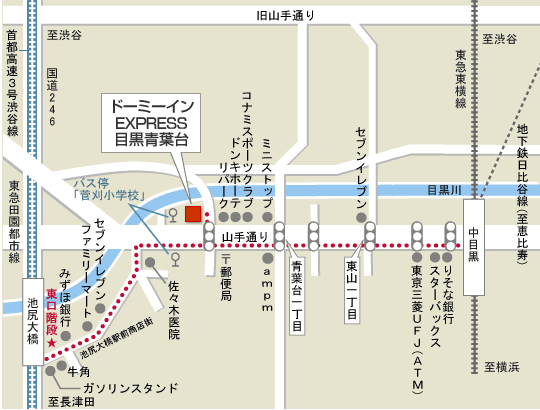 旧山手通り
至渋谷
至渋谷
首都高速3号渋谷線
国道246
東急東横線
ドーミーイン
EXPRESS
目黒青葉台
コナミスポーツクラブ
ドンキホーテ
リパーク
ミニストップ
セブンイレブン
地下鉄日比谷線(至恵比寿)
バス停
「菅刈小学校」
目黒川
東急田園都市線
山手通り
中目黒
セブンイレブン
ファミリーマート
みずほ銀行
佐々木医院
〒郵便局
ampm
青葉台一丁目
東山一丁目
東京三菱UFJ(ATM)
スターバックス
りそな銀行
池尻大橋
東口階段★
池尻大橋駅前商店街
牛角
ガソリンスタンド
至長津田
至横浜